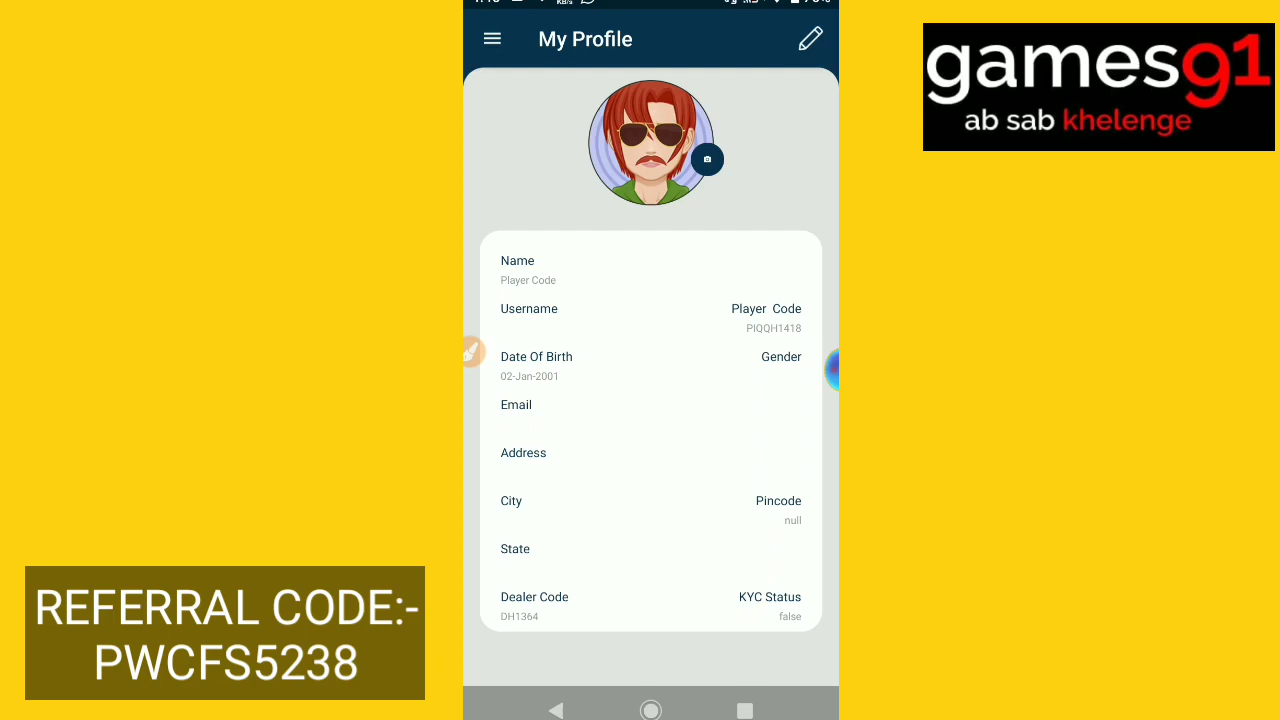 My Profile
games91
ab sab khelenge
Name
Player Code
Username
Player Code
PIQQH1418
Date Of Birth
Gender
02-Jan-2001
Email
Address
City
Pincode
null
State
Dealer Code
KYC Status
DH1364
false
REFERRAL CODE:-
PWCFS5238